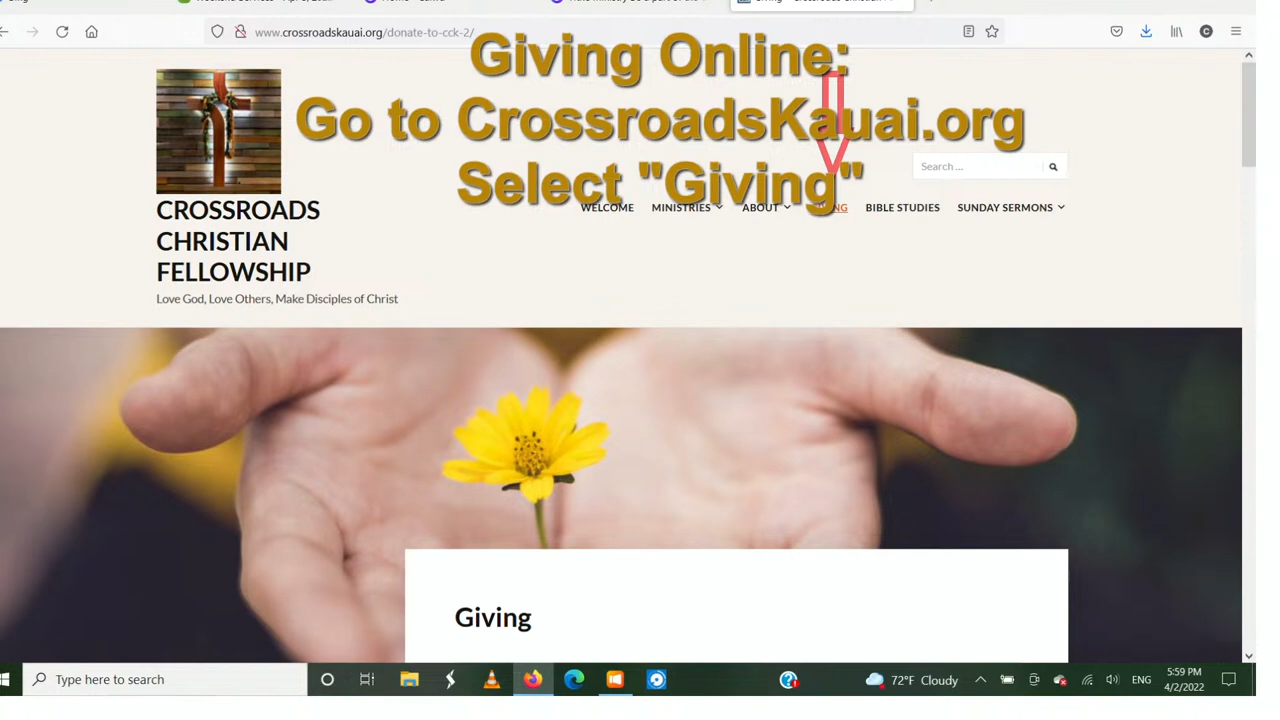 www.crossroadskauai.org/donate-to-cck-2/
Giving Online:
Go to CrossroadsKauai.org
Select "Giving"
Search ...
WELCOME MINISTRIES ABOUT BIBLE STUDIES SUNDAY SERMONS
CROSSROADS
CHRISTIAN
FELLOWSHIP
Love God, Love Others, Make Disciples of Christ
Giving
Type here to search
72°F Cloudy
ENG
5:59 PM
4/2/2022